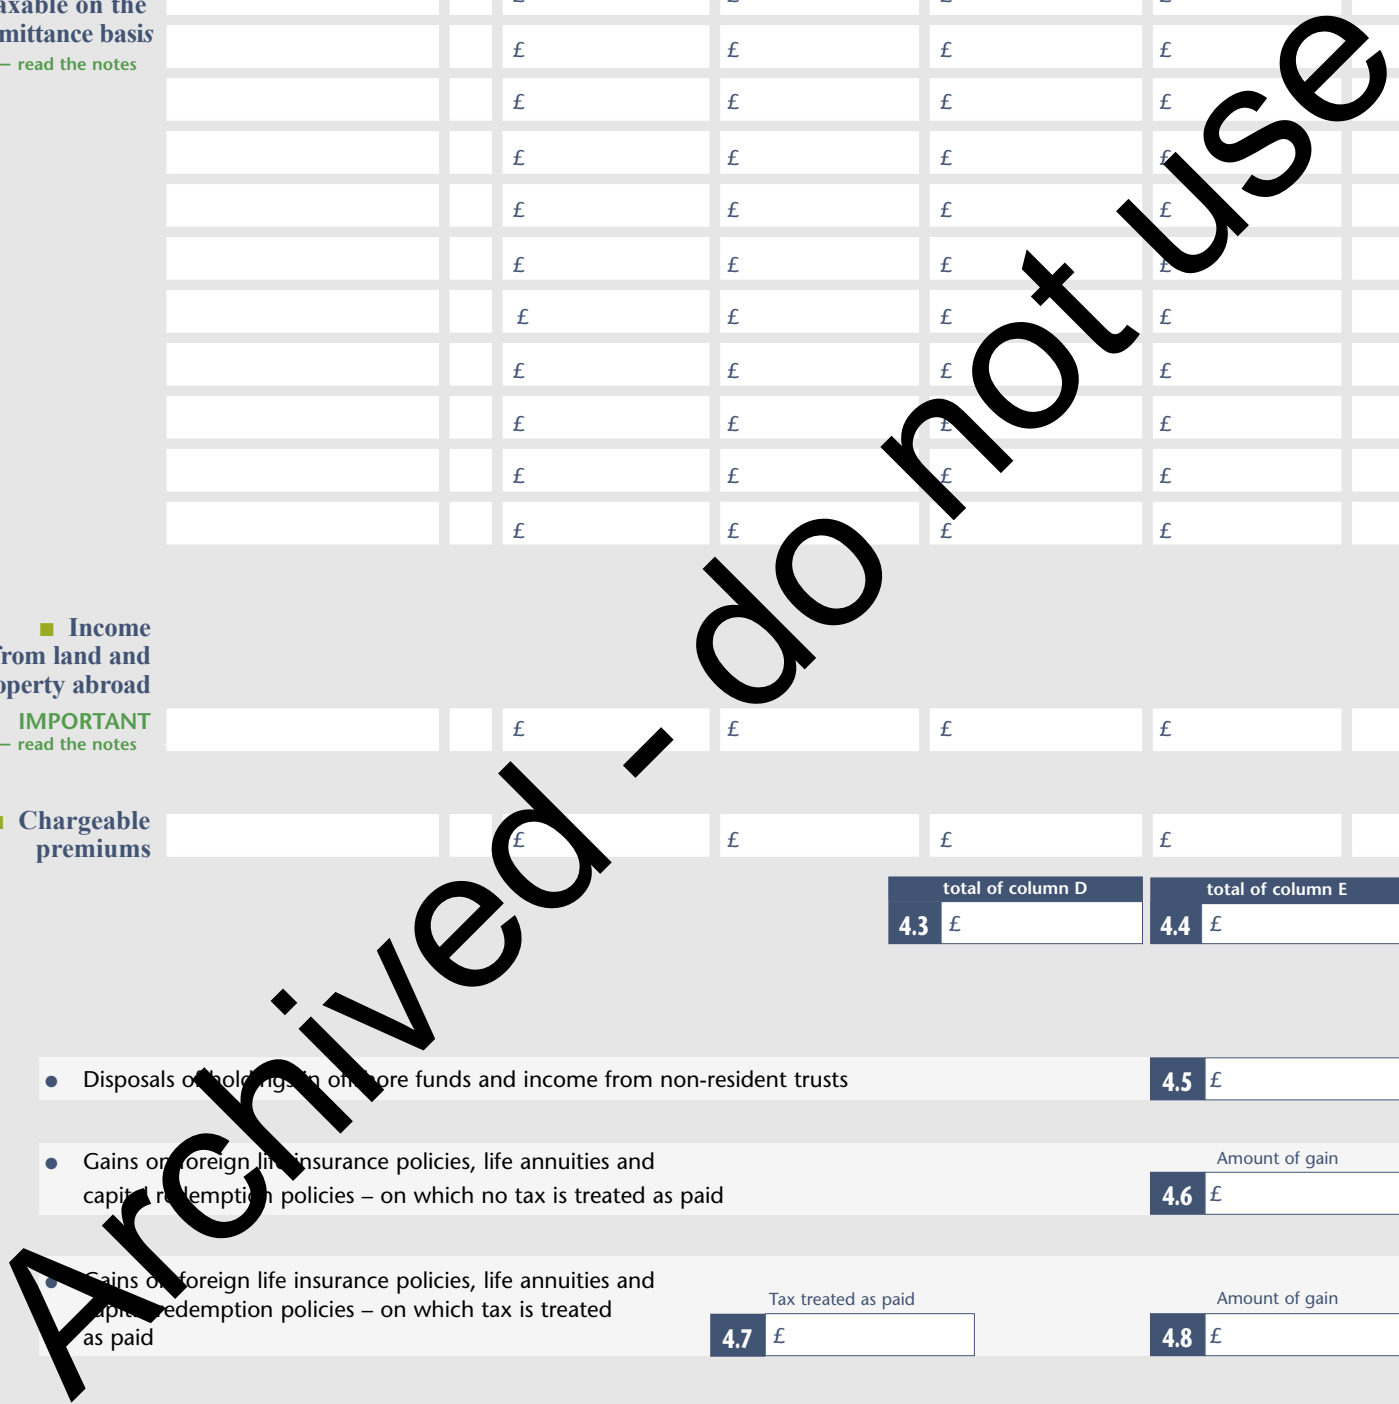 axable on the
mittance basis
– read the notes
£ £ £ £
£ £ £ £
£ £ £ £
£ £ £ £
£ £ £ £
£ £ £ £
£ £ £ £
£ £ £ £
£ £ £ £
£ £ £ £
Income
from land and
operty abroad
IMPORTANT
– read the notes
£ £ £ £
Chargeable
premiums
£ £ £ £
total of column D total of column E
4.3 £ 4.4 £
• Disposals of holdings in offshore funds and income from non-resident trusts 4.5 £
• Gains on foreign life insurance policies, life annuities and
capital redemption policies – on which no tax is treated as paid
Amount of gain
4.6 £
• Gains on foreign life insurance policies, life annuities and
capital redemption policies – on which tax is treated
as paid
Tax treated as paid
4.7 £
Amount of gain
4.8 £
Archived - do not use